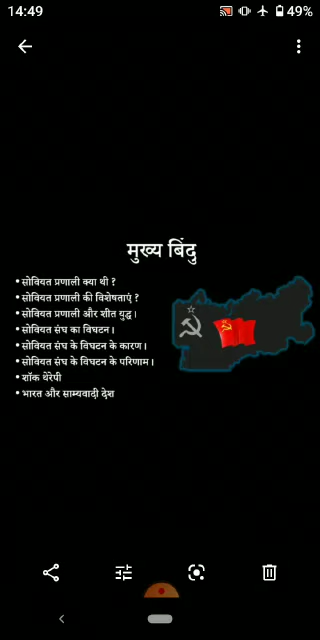 14:49
49%
मुख्य बिंदु
• सोवियत प्रणाली क्या थी ?
• सोवियत प्रणाली की विशेषताएं ?
• सोवियत प्रणाली और शीत युद्ध।
• सोवियत संघ का विघटन।
• सोवियत संघ के विघटन के कारण।
• सोवियत संघ के विघटन के परिणाम।
• शॉक थेरेपी
• भारत और साम्यवादी देश